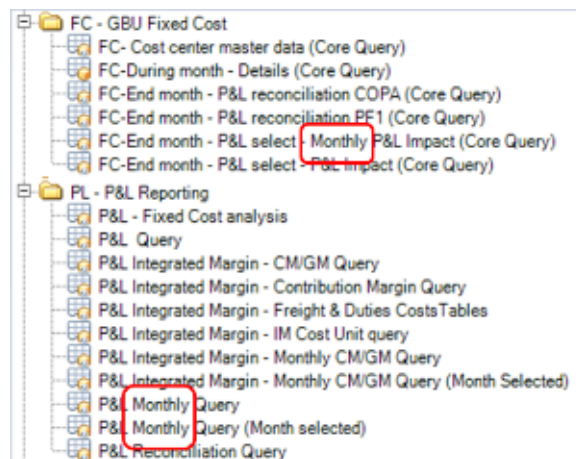 FC - GBU Fixed Cost
FC- Cost center master data (Core Query)
FC-During month - Details (Core Query)
FC-End month - P&L reconciliation COPA (Core Query)
FC-End month - P&L reconciliation PF1 (Core Query)
FC-End month - P&L select - Monthly P&L Impact (Core Query)
FC-End month - P&L select - P&L Impact (Core Query)
PL - P&L Reporting
P&L - Fixed Cost analysis
P&L Query
P&L Integrated Margin - CM/GM Query
P&L Integrated Margin - Contribution Margin Query
P&L Integrated Margin - Freight & Duties CostsTables
P&L Integrated Margin - IM Cost Unit query
P&L Integrated Margin - Monthly CM/GM Query
P&L Integrated Margin - Monthly CM/GM Query (Month Selected)
P&L Monthly Query
P&L Monthly Query (Month selected)
P&L Reconciliation Query